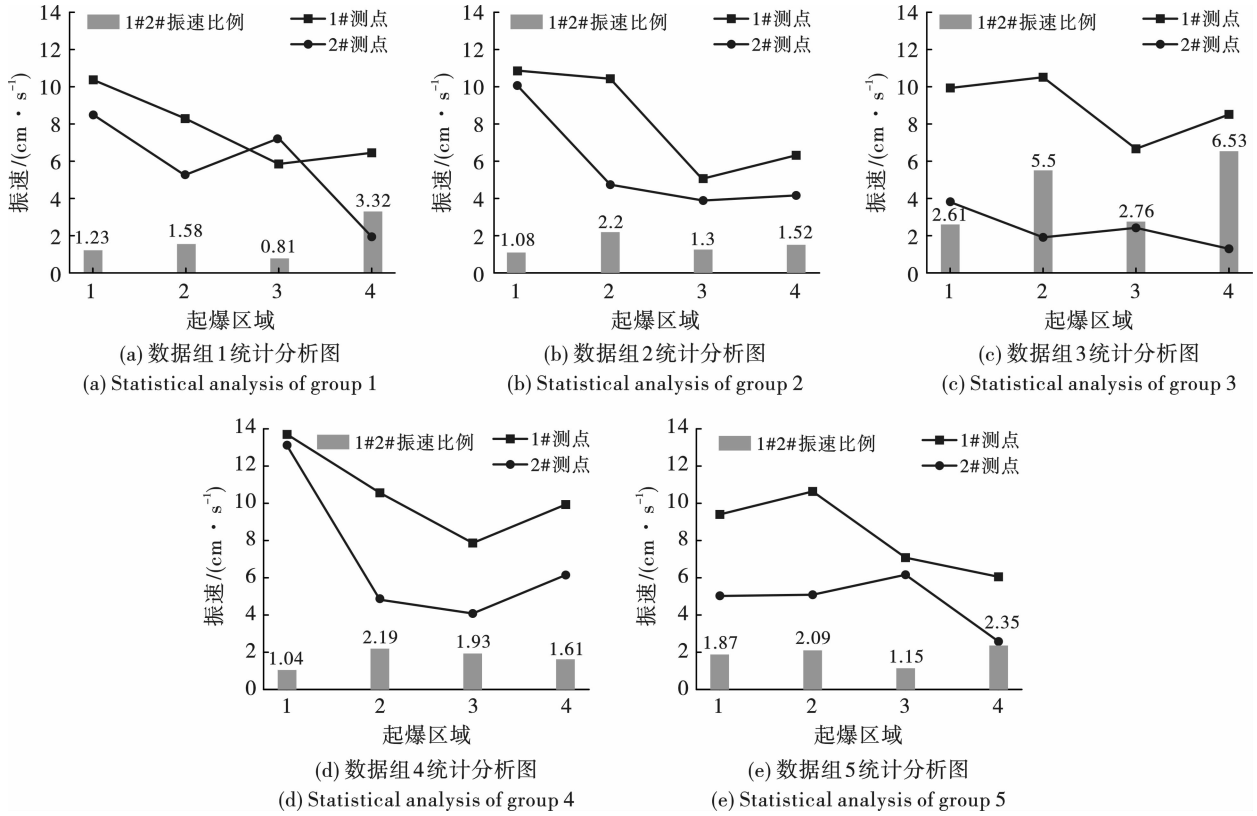 14
1#2#振速比例
1#测点
2#测点
12
10
8
6
4
2
0
振速/(cm · s⁻¹)
1.23
1.58
0.81
3.32
1
2
3
4
起爆区域
(a) 数据组1统计分析图
(a) Statistical analysis of group 1
14
1#2#振速比例
1#测点
2#测点
12
10
8
6
4
2
0
振速/(cm · s⁻¹)
1.08
2.2
1.3
1.52
1
2
3
4
起爆区域
(b) 数据组2统计分析图
(b) Statistical analysis of group 2
14
1#2#振速比例
1#测点
2#测点
12
10
8
6
4
2
0
振速/(cm · s⁻¹)
2.61
5.5
2.76
6.53
1
2
3
4
起爆区域
(c) 数据组3统计分析图
(c) Statistical analysis of group 3
14
1#2#振速比例
1#测点
2#测点
12
10
8
6
4
2
0
振速/(cm · s⁻¹)
1.04
2.19
1.93
1.61
1
2
3
4
起爆区域
(d) 数据组4统计分析图
(d) Statistical analysis of group 4
14
1#2#振速比例
1#测点
2#测点
12
10
8
6
4
2
0
振速/(cm · s⁻¹)
1.87
2.09
1.15
2.35
1
2
3
4
起爆区域
(e) 数据组5统计分析图
(e) Statistical analysis of group 5